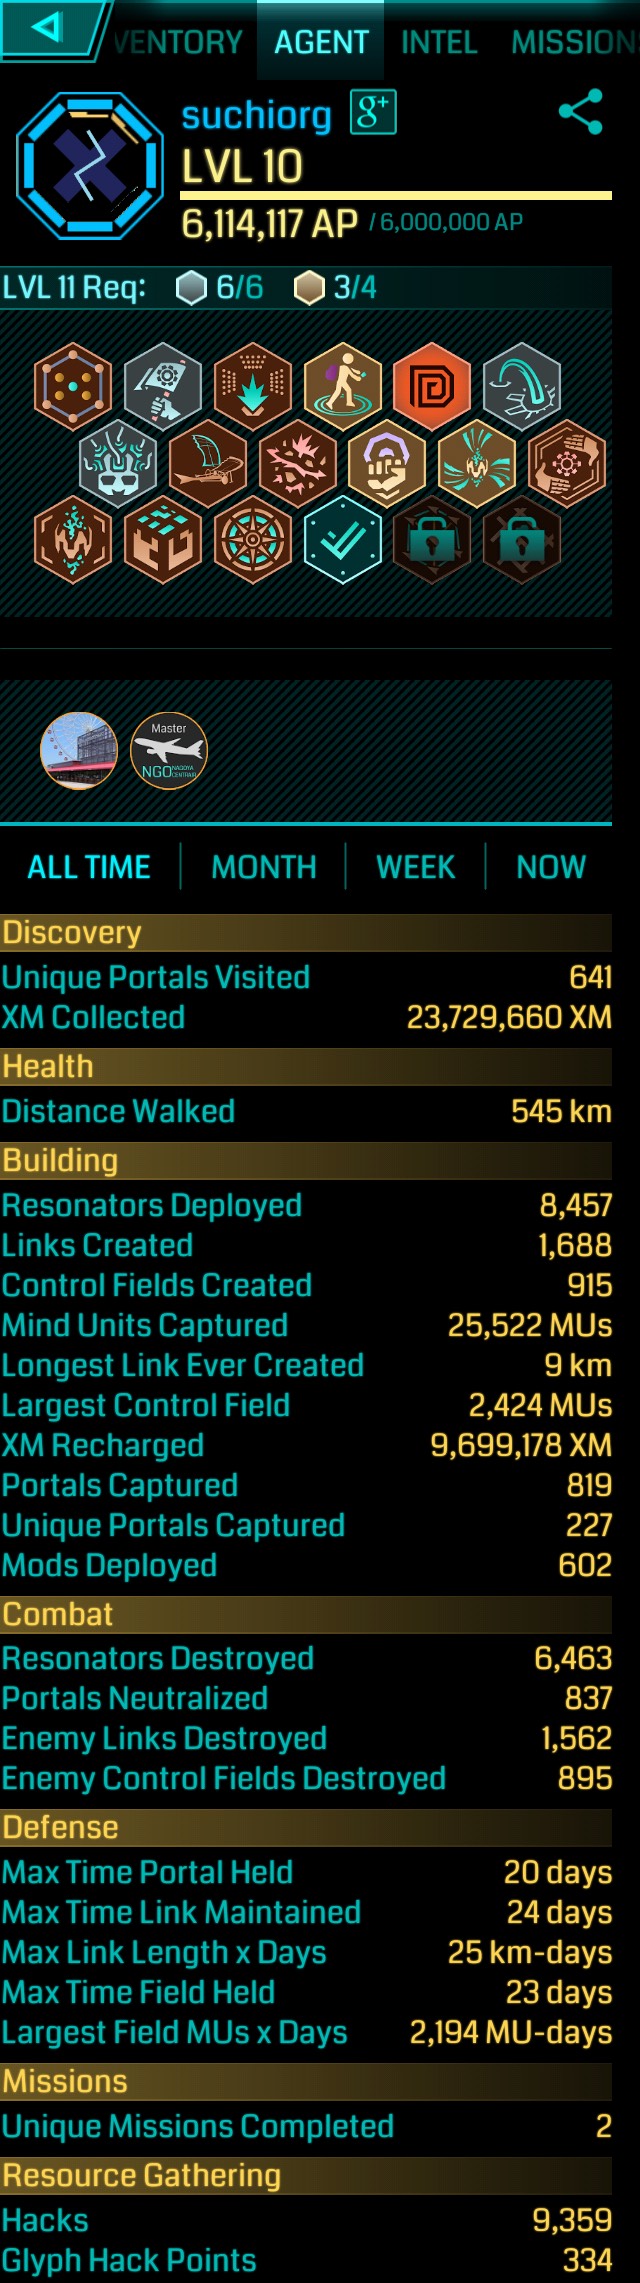 VENTORY AGENT INTEL MISSION
suchiorg g+
LVL 10
6,114,117 AP / 6,000,000 AP
LVL 11 Req: 6/6 3/4
Master
NGO NAGOYA CENTRAIR
ALL TIME MONTH WEEK NOW
Discovery
Unique Portals Visited 641
XM Collected 23,729,660 XM
Health
Distance Walked 545 km
Building
Resonators Deployed 8,457
Links Created 1,688
Control Fields Created 915
Mind Units Captured 25,522 MUs
Longest Link Ever Created 9 km
Largest Control Field 2,424 MUs
XM Recharged 9,699,178 XM
Portals Captured 819
Unique Portals Captured 227
Mods Deployed 602
Combat
Resonators Destroyed 6,463
Portals Neutralized 837
Enemy Links Destroyed 1,562
Enemy Control Fields Destroyed 895
Defense
Max Time Portal Held 20 days
Max Time Link Maintained 24 days
Max Link Length x Days 25 km-days
Max Time Field Held 23 days
Largest Field MUs x Days 2,194 MU-days
Missions
Unique Missions Completed 2
Resource Gathering
Hacks 9,359
Glyph Hack Points 334